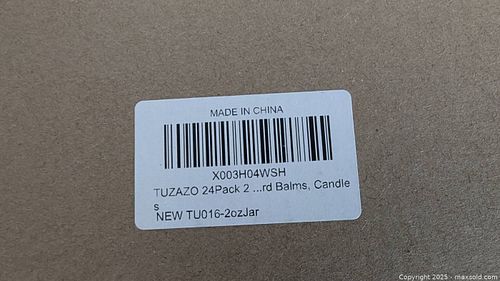 MADE IN CHINA
X003H04WSH
TUZAZO 24Pack 2 ...rd Balms, Candle
s
NEW TU016-2ozJar
Copyright 2025 - maxsold.com